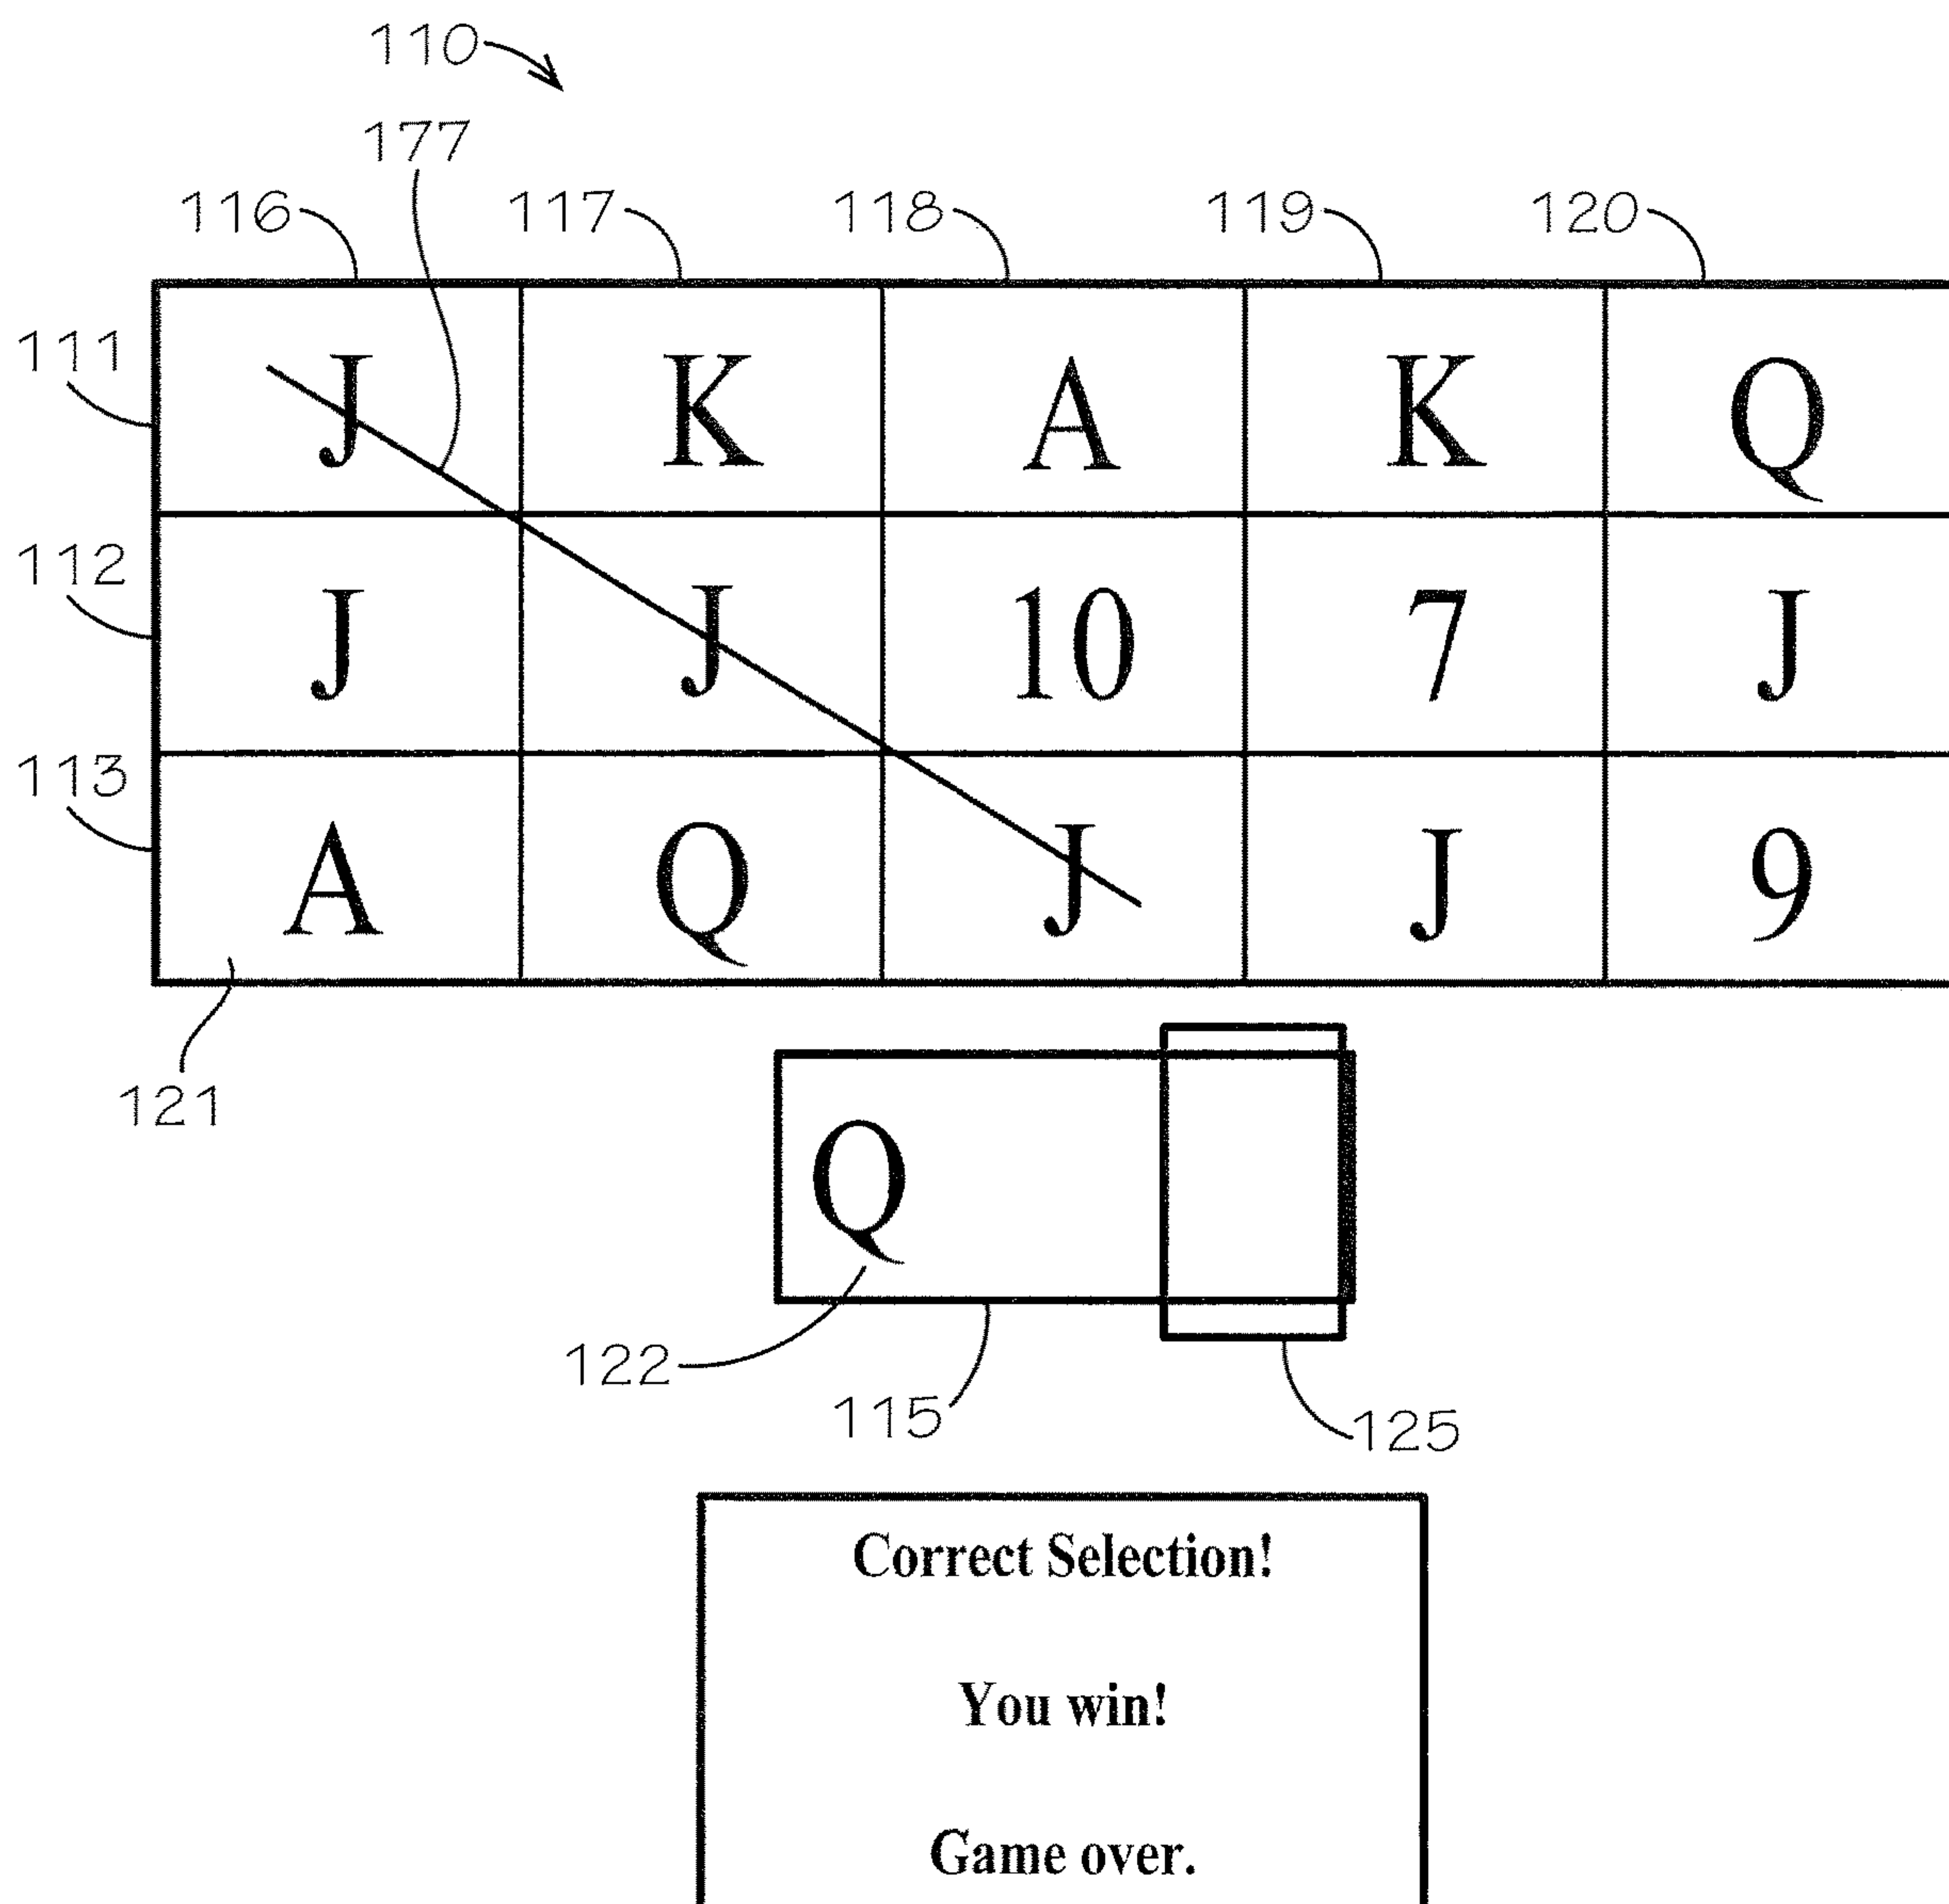 110
177
116 117 118 119 120
111 J K A K Q
112 J J 10 7 J
113 A Q J J 9
121
Q
122
115
125
Correct Selection!
You win!
Game over.